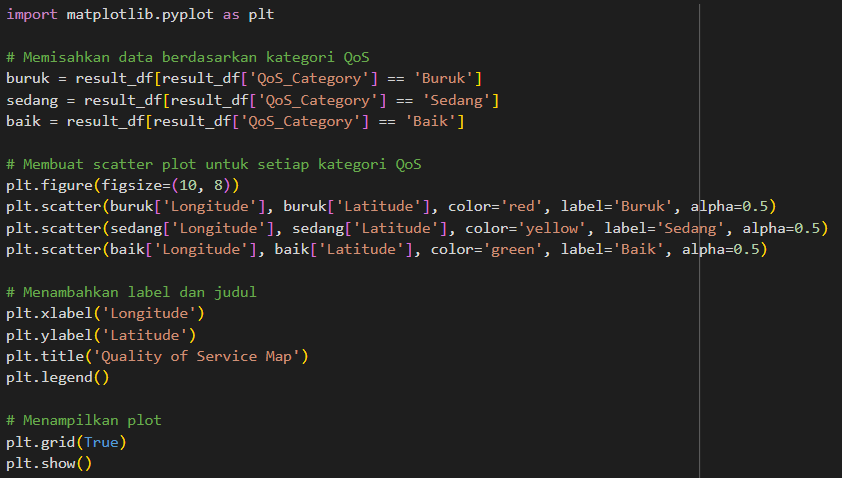 import matplotlib.pyplot as plt
# Memisahkan data berdasarkan kategori QoS
buruk = result_df[result_df['QoS_Category'] == 'Buruk']
sedang = result_df[result_df['QoS_Category'] == 'Sedang']
baik = result_df[result_df['QoS_Category'] == 'Baik']
# Membuat scatter plot untuk setiap kategori QoS
plt.figure(figsize=(10, 8))
plt.scatter(buruk['Longitude'], buruk['Latitude'], color='red', label='Buruk', alpha=0.5)
plt.scatter(sedang['Longitude'], sedang['Latitude'], color='yellow', label='Sedang', alpha=0.5)
plt.scatter(baik['Longitude'], baik['Latitude'], color='green', label='Baik', alpha=0.5)
# Menambahkan label dan judul
plt.xlabel('Longitude')
plt.ylabel('Latitude')
plt.title('Quality of Service Map')
plt.legend()
# Menampilkan plot
plt.grid(True)
plt.show()